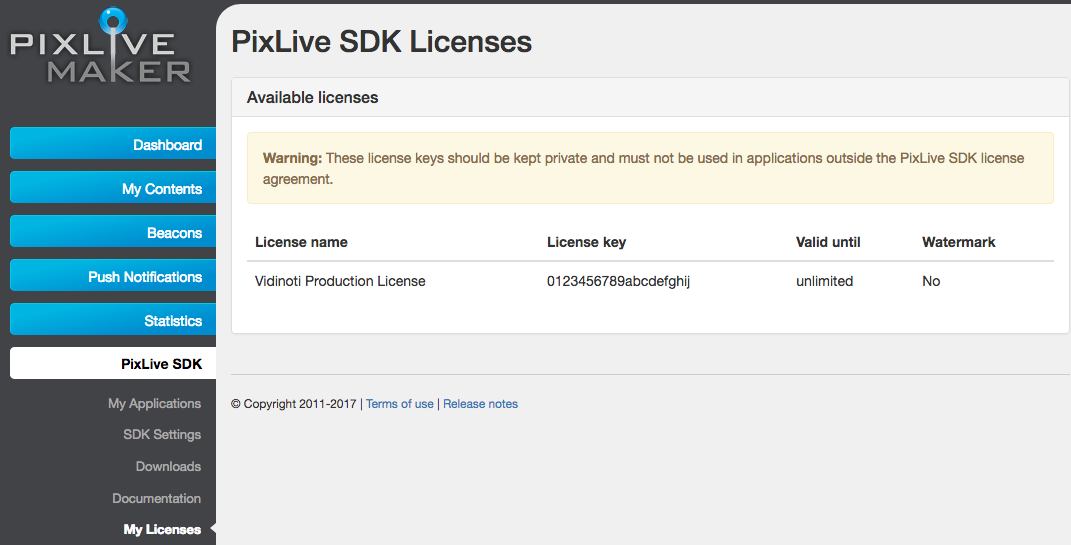 PIXLIVE
MAKER
Dashboard
My Contents
Beacons
Push Notifications
Statistics
PixLive SDK
My Applications
SDK Settings
Downloads
Documentation
My Licenses
PixLive SDK Licenses
Available licenses
Warning: These license keys should be kept private and must not be used in applications outside the PixLive SDK license
agreement.
License name License key Valid until Watermark
Vidinoti Production License 0123456789abcdefghij unlimited No
© Copyright 2011-2017 | Terms of use | Release notes